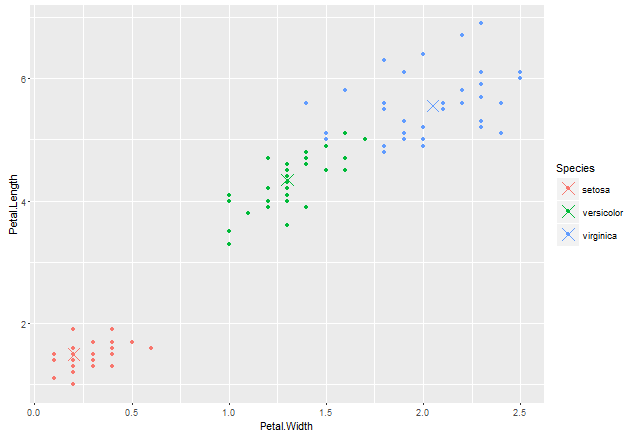 6
4
2
Petal.Length
0.0 0.5 1.0 1.5 2.0 2.5
Petal.Width
Species
setosa
versicolor
virginica